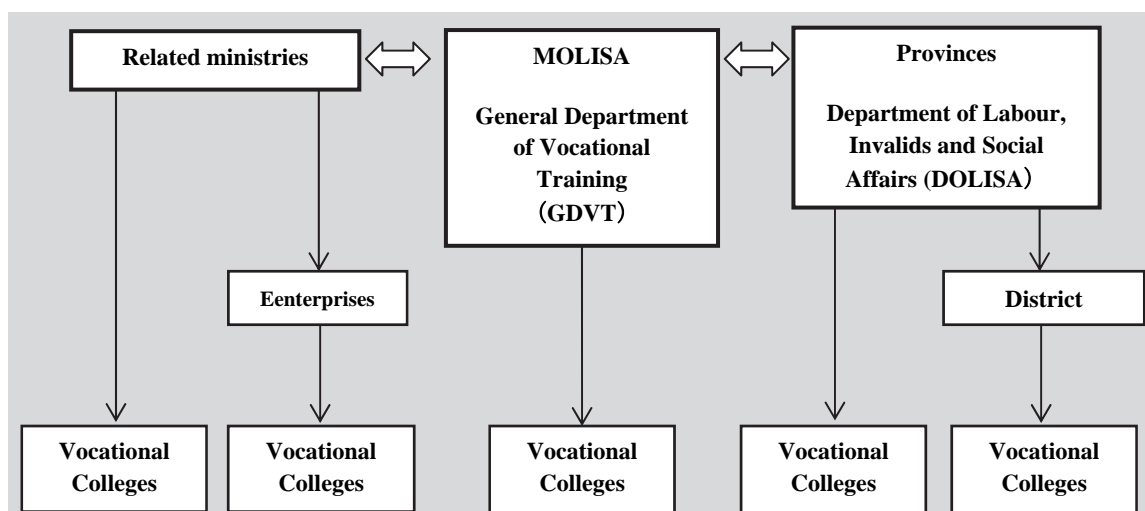 Related ministries
MOLISA
General Department
of Vocational
Training
（GDVT）
Provinces
Department of Labour,
Invalids and Social
Affairs (DOLISA）
Eenterprises
District
Vocational
Colleges
Vocational
Colleges
Vocational
Colleges
Vocational
Colleges
Vocational
Colleges